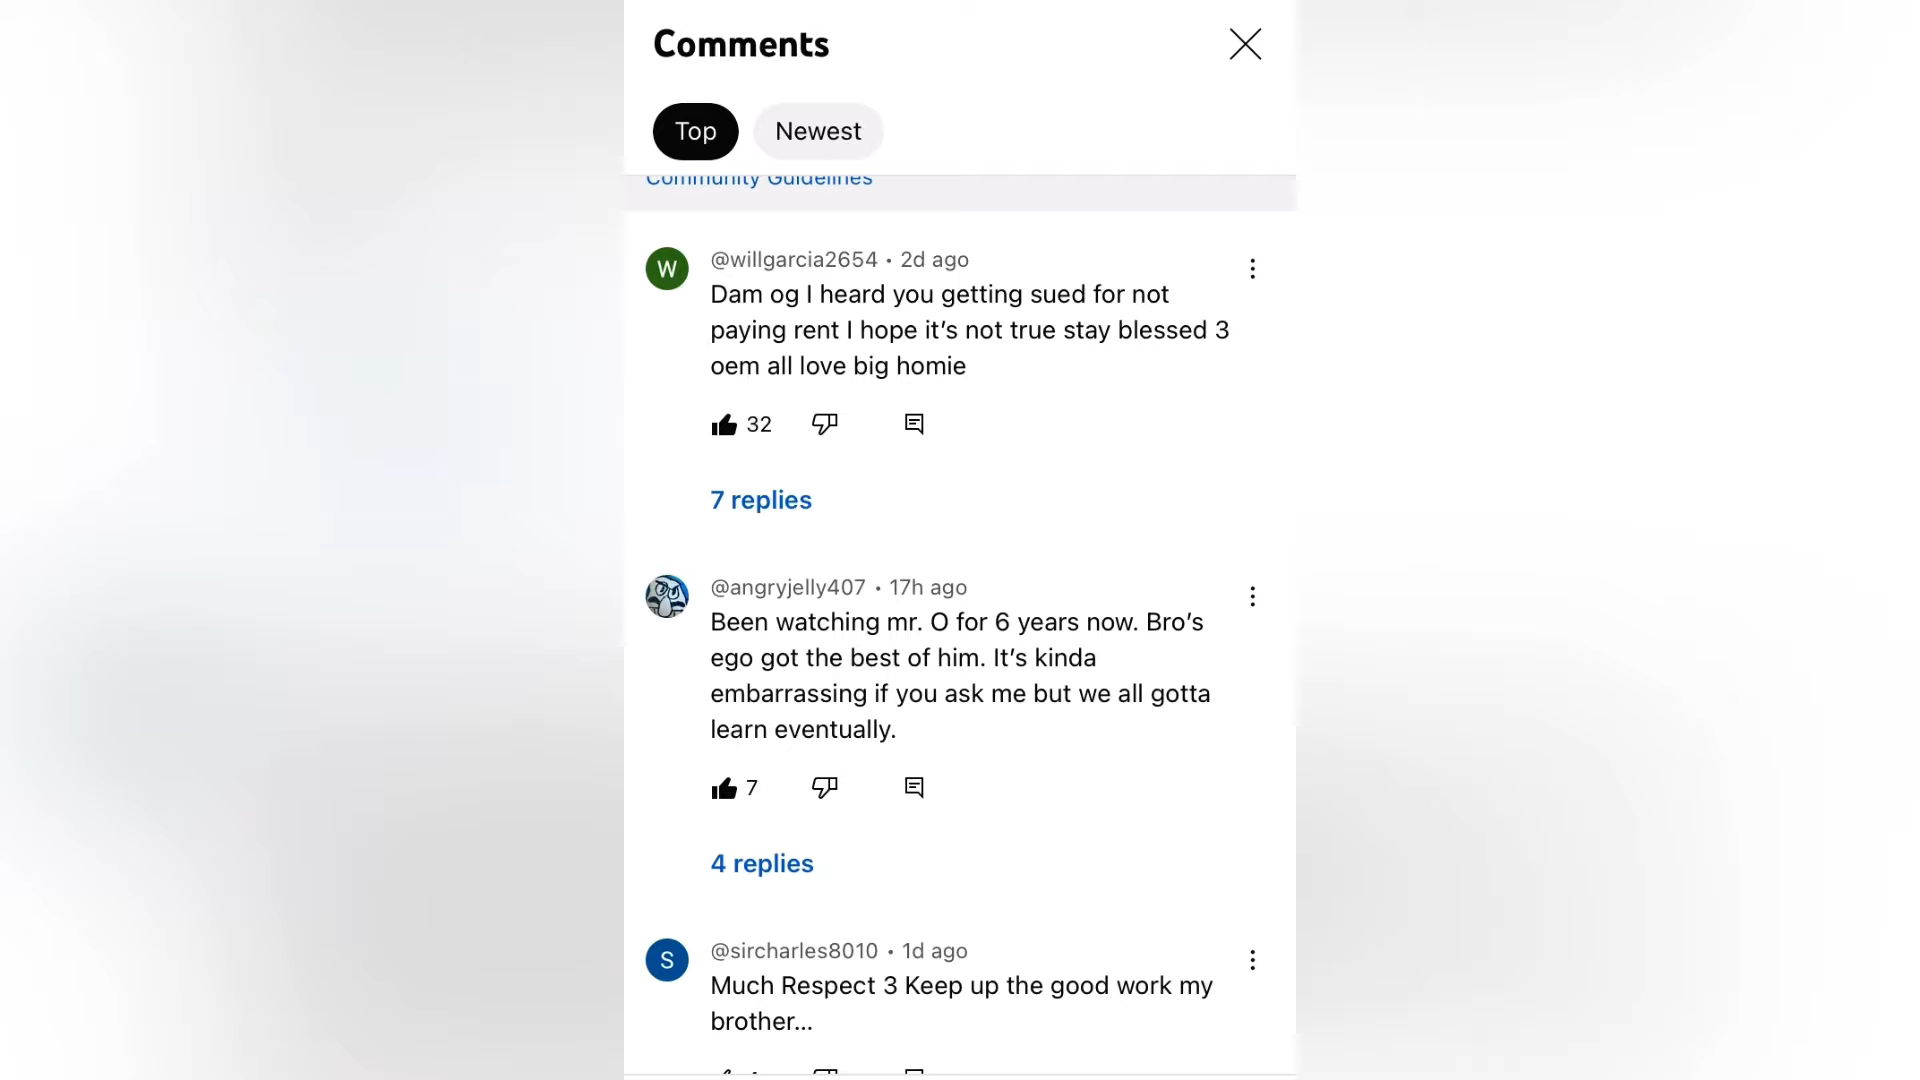 Comments
Top Newest
Community Guidelines
W @willgarcia2654 • 2d ago
Dam og I heard you getting sued for not
paying rent I hope it’s not true stay blessed 3
oem all love big homie
32
7 replies
@angryjelly407 • 17h ago
Been watching mr. O for 6 years now. Bro’s
ego got the best of him. It’s kinda
embarrassing if you ask me but we all gotta
learn eventually.
7
4 replies
S @sircharles8010 • 1d ago
Much Respect 3 Keep up the good work my
brother...